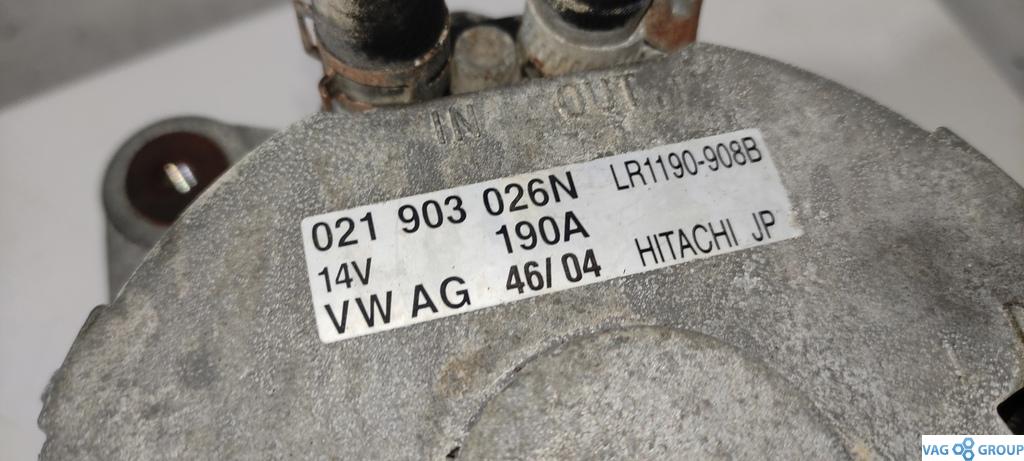 IN OUT
021 903 026N LR1190-908B
14V 190A
VW AG 46/04 HITACHI JP
VAG GROUP